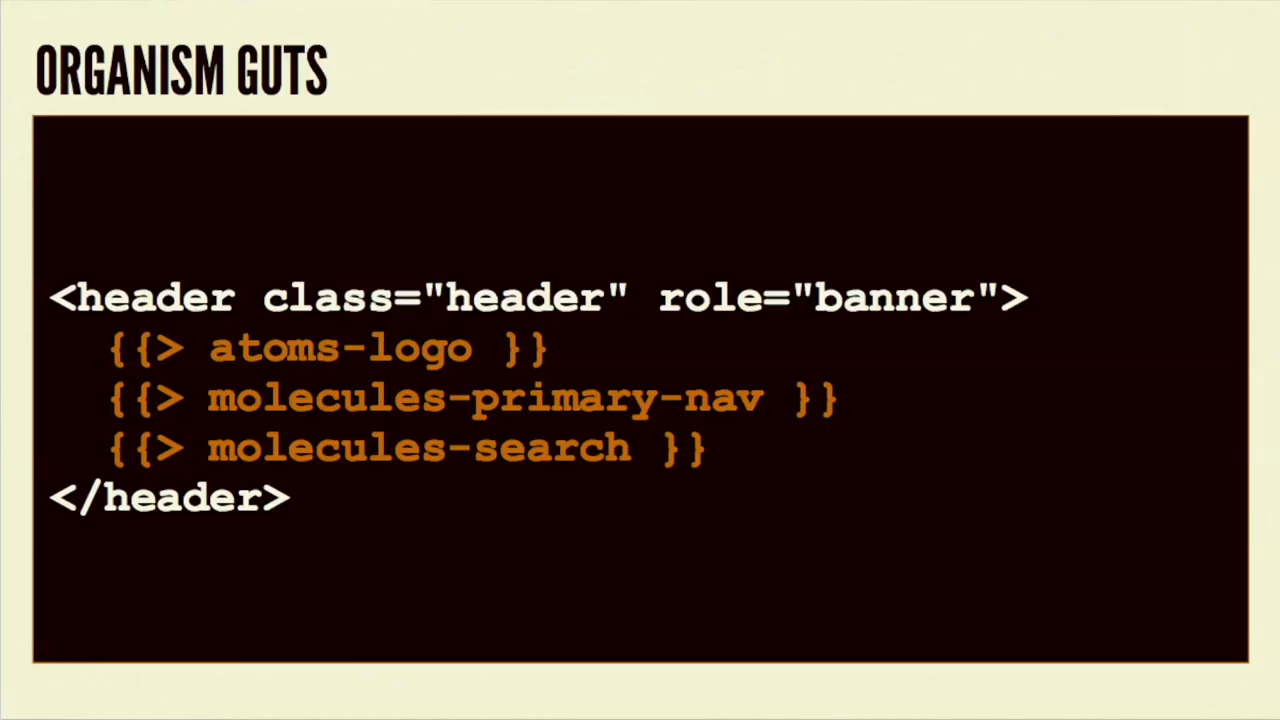 ORGANISM GUTS
<header class="header" role="banner">
  {{> atoms-logo }}
  {{> molecules-primary-nav }}
  {{> molecules-search }}
</header>